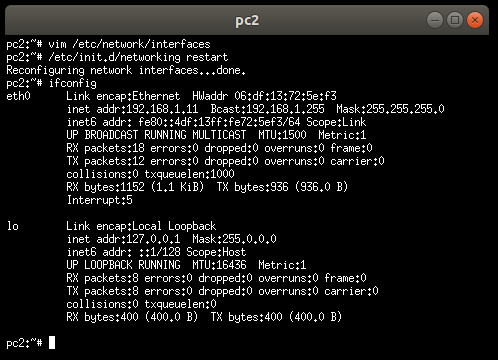 pc2
pc2:~# vim /etc/network/interfaces
pc2:~# /etc/init.d/networking restart
Reconfiguring network interfaces...done.
pc2:~# ifconfig
eth0 Link encap:Ethernet HWaddr 06:df:13:72:5e:f3
inet addr:192.168.1.11 Bcast:192.168.1.255 Mask:255.255.255.0
inet6 addr: fe80::4df:13ff:fe72:5ef3/64 Scope:Link
UP BROADCAST RUNNING MULTICAST MTU:1500 Metric:1
RX packets:18 errors:0 dropped:0 overruns:0 frame:0
TX packets:12 errors:0 dropped:0 overruns:0 carrier:0
collisions:0 txqueuelen:1000
RX bytes:1152 (1.1 KiB) TX bytes:936 (936.0 B)
Interrupt:5
lo Link encap:Local Loopback
inet addr:127.0.0.1 Mask:255.0.0.0
inet6 addr: ::1/128 Scope:Host
UP LOOPBACK RUNNING MTU:16436 Metric:1
RX packets:8 errors:0 dropped:0 overruns:0 frame:0
TX packets:8 errors:0 dropped:0 overruns:0 carrier:0
collisions:0 txqueuelen:0
RX bytes:400 (400.0 B) TX bytes:400 (400.0 B)
pc2:~#